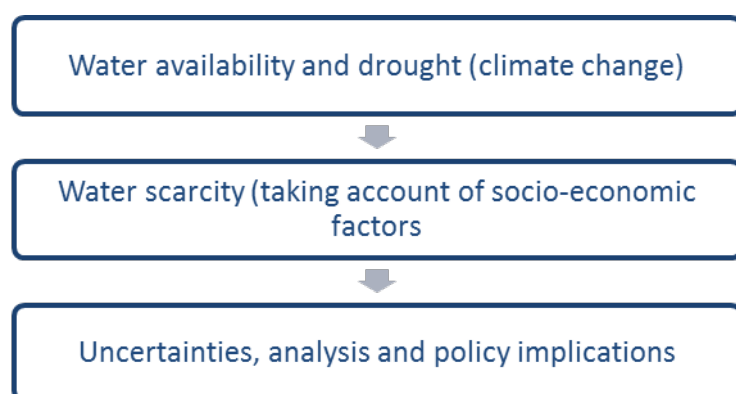 Water availability and drought (climate change)
Water scarcity (taking account of socio-economic
factors
Uncertainties, analysis and policy implications